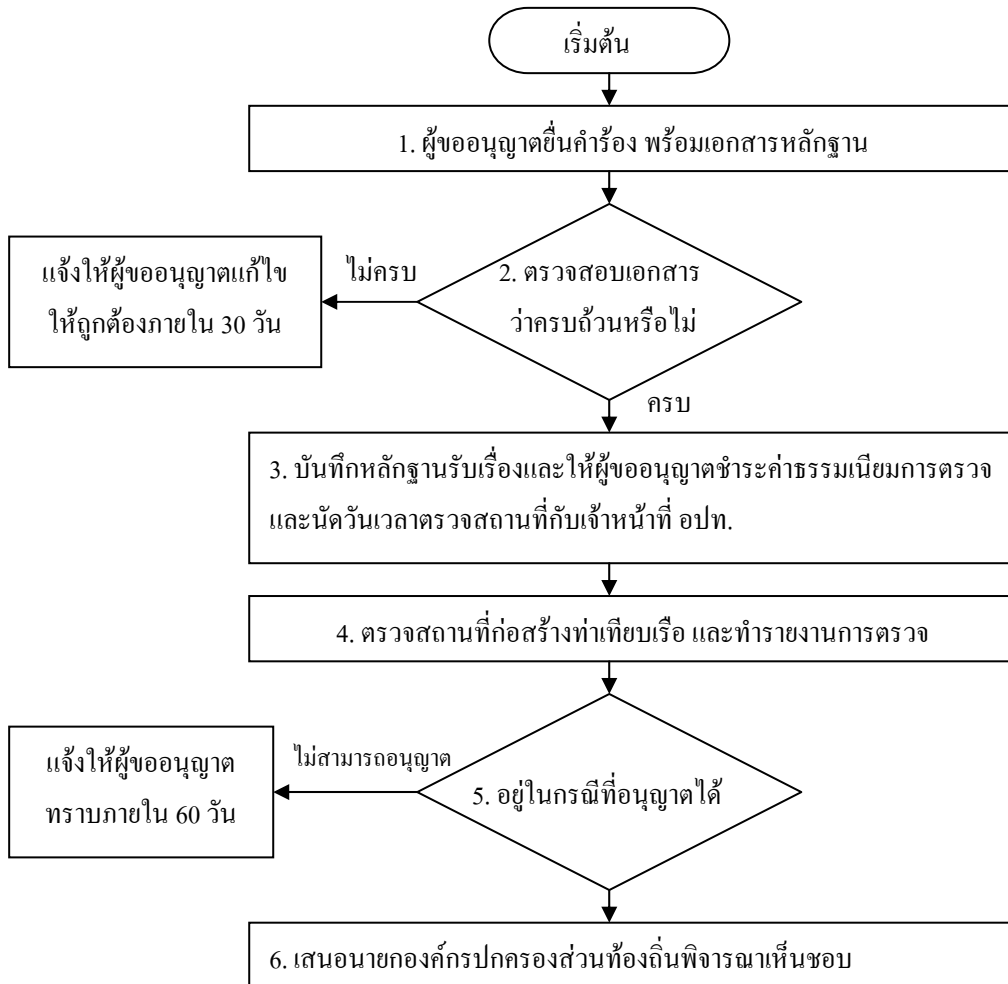 เริ่มต้น
1. ผู้ขออนุญาตยื่นคำร้อง พร้อมเอกสารหลักฐาน
2. ตรวจสอบเอกสาร
ว่าครบถ้วนหรือไม่
ไม่ครบ
แจ้งให้ผู้ขออนุญาตแก้ไข
ให้ถูกต้องภายใน 30 วัน
ครบ
3. บันทึกหลักฐานรับเรื่องและให้ผู้ขออนุญาตชำระค่าธรรมเนียมการตรวจ
และนัดวันเวลาตรวจสถานที่กับเจ้าหน้าที่ อปท.
4. ตรวจสถานที่ก่อสร้างท่าเทียบเรือ และทำรายงานการตรวจ
5. อยู่ในกรณีที่อนุญาตได้
ไม่สามารถอนุญาต
แจ้งให้ผู้ขออนุญาต
ทราบภายใน 60 วัน
6. เสนอนายกองค์กรปกครองส่วนท้องถิ่นพิจารณาเห็นชอบ